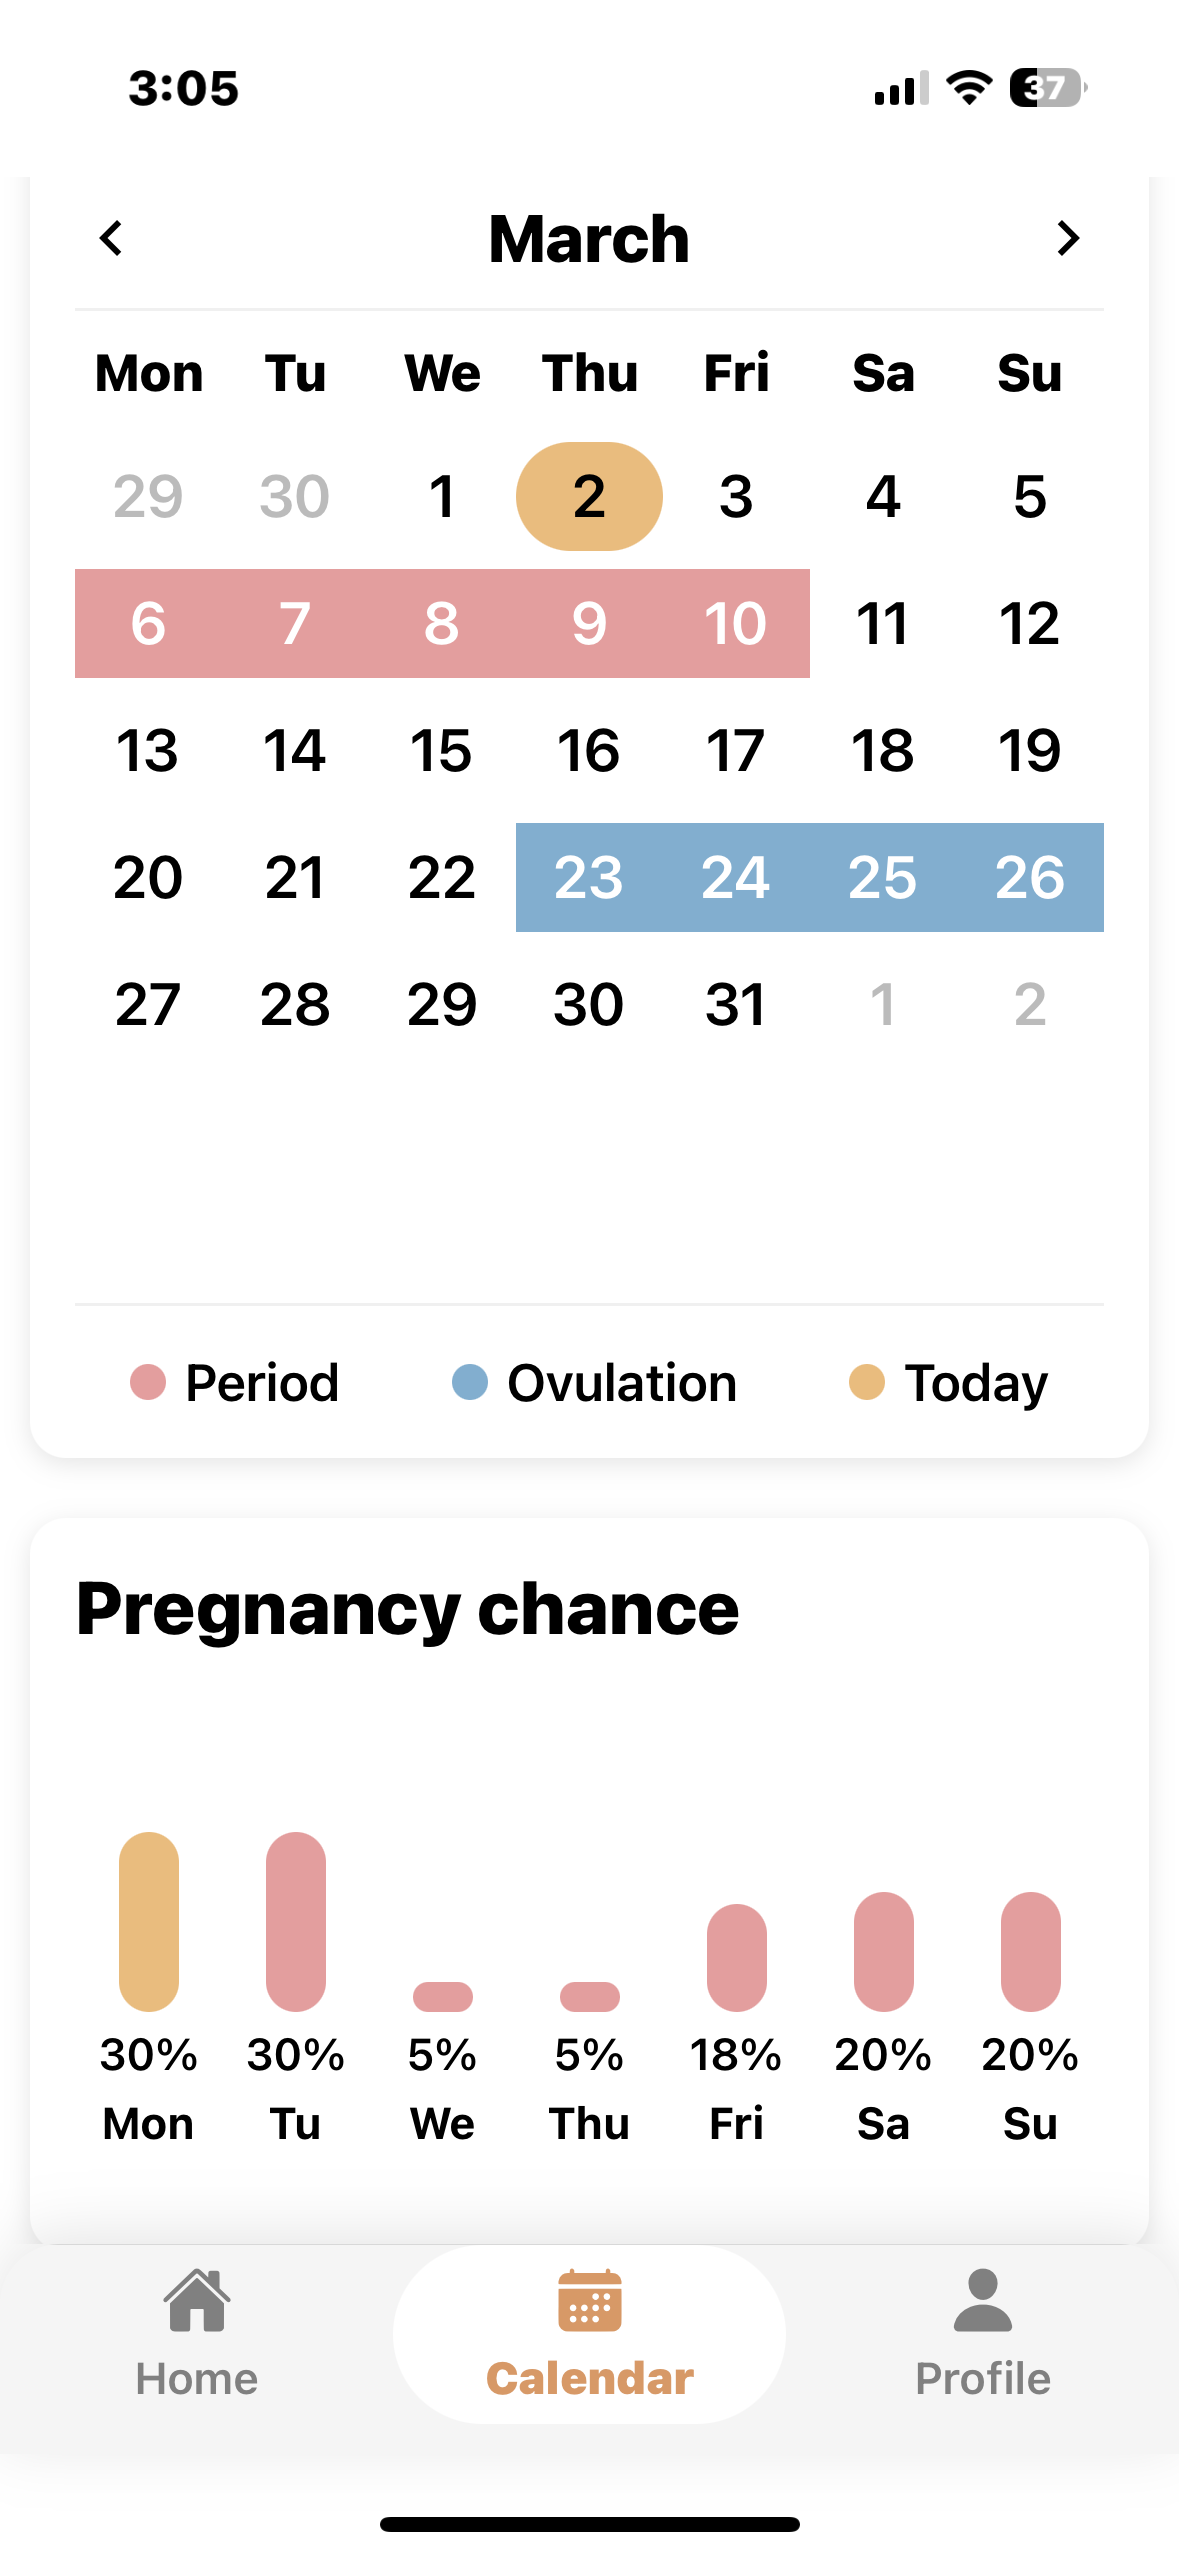 3:05
37
March
Mon Tu We Thu Fri Sa Su
29 30 1 2 3 4 5
6 7 8 9 10 11 12
13 14 15 16 17 18 19
20 21 22 23 24 25 26
27 28 29 30 31 1 2
Period Ovulation Today
Pregnancy chance
30% 30% 5% 5% 18% 20% 20%
Mon Tu We Thu Fri Sa Su
Home Calendar Profile